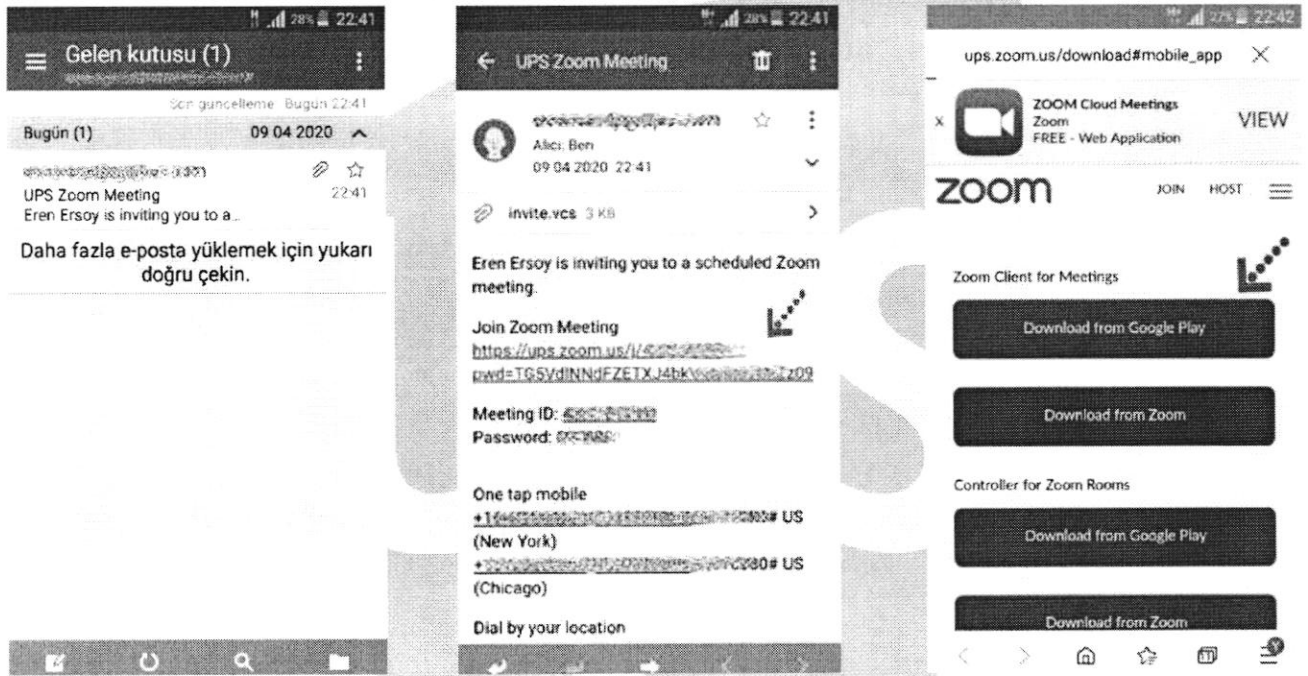 28% 22:41
Gelen kutusu (1)
Son güncelleme Bugün 22:41
Bugün (1) 09 04 2020
UPS Zoom Meeting 22:41
Eren Ersoy is inviting you to a...
Daha fazla e-posta yüklemek için yukarı
doğru çekin.
28% 22:41
UPS Zoom Meeting
Alıcı: Ben
09 04 2020 22:41
invite.vcs 3 KB
Eren Ersoy is inviting you to a scheduled Zoom
meeting.
Join Zoom Meeting
https://ups.zoom.us/j/
Meeting ID:
Password:
One tap mobile
US
(New York)
US
(Chicago)
Dial by your location
27% 22:42
ups.zoom.us/download#mobile_app
x
ZOOM Cloud Meetings
Zoom
FREE - Web Application
VIEW
zoom JOIN HOST
Zoom Client for Meetings
Download from Google Play
Download from Zoom
Controller for Zoom Rooms
Download from Google Play
Download from Zoom